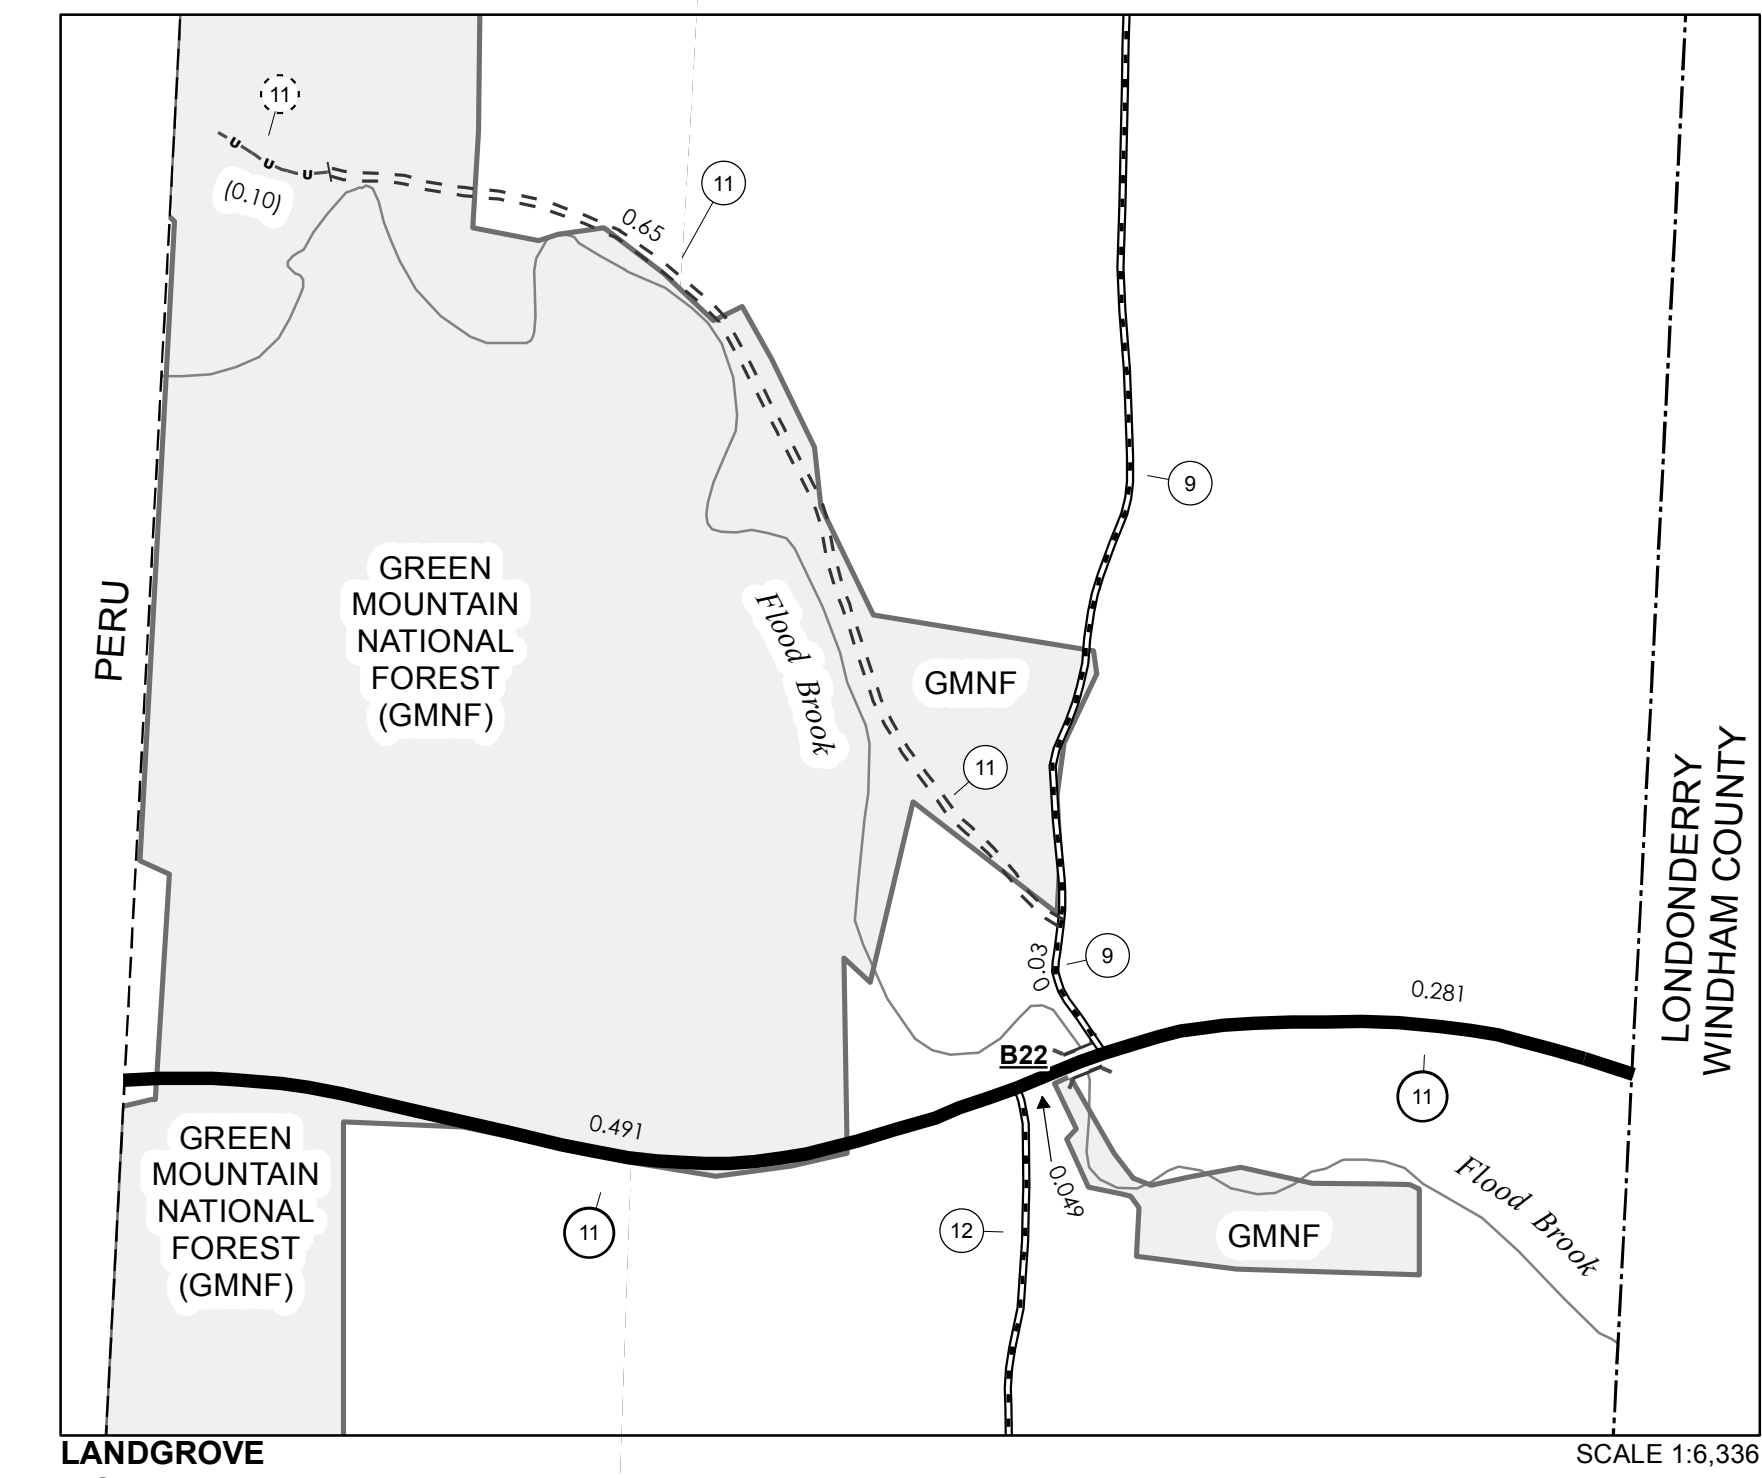 11
(0.10)
0.65
11
9
GREEN
MOUNTAIN
NATIONAL
FOREST
(GMNF)
PERU
Flood Brook
GMNF
11
LONDONDERRY
WINDHAM COUNTY
0.03
9
0.281
B22
11
0.491
GREEN
MOUNTAIN
NATIONAL
FOREST
(GMNF)
11
0.049
12
GMNF
Flood Brook
LANDGROVE
SCALE 1:6,336